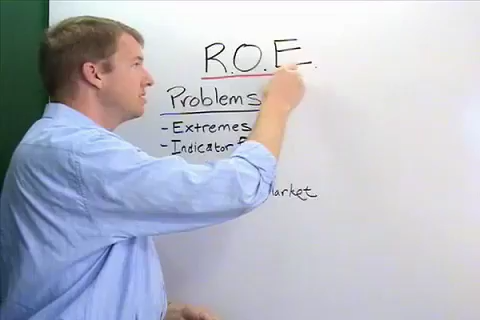 R.O.E.
Problems
- Extremes
- Indicator
market